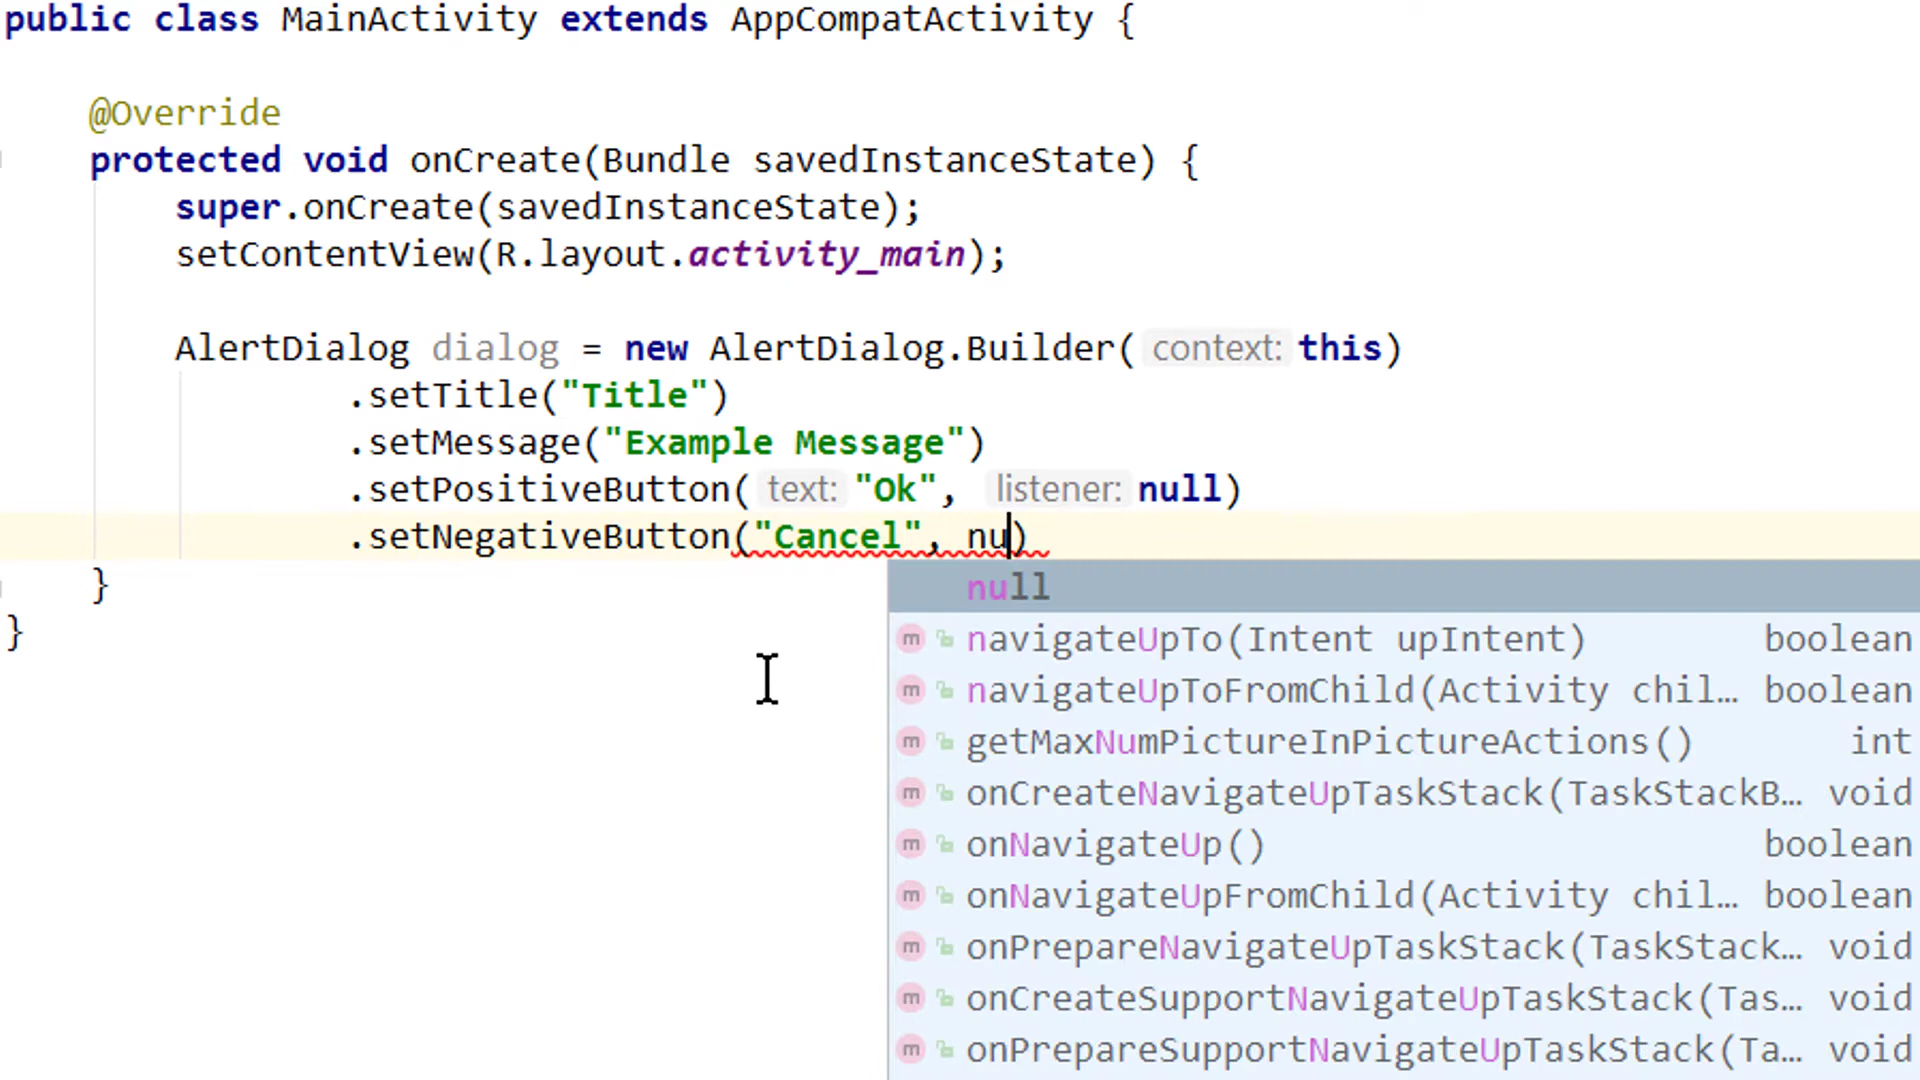 public class MainActivity extends AppCompatActivity {
@Override
protected void onCreate(Bundle savedInstanceState) {
super.onCreate(savedInstanceState);
setContentView(R.layout.activity_main);
AlertDialog dialog = new AlertDialog.Builder( context: this)
.setTitle("Title")
.setMessage("Example Message")
.setPositiveButton( text: "Ok", listener: null)
.setNegativeButton("Cancel", nu)
}
}
null
m navigateUpTo(Intent upIntent) boolean
m navigateUpToFromChild(Activity chil… boolean
m getMaxNumPictureInPictureActions() int
m onCreateNavigateUpTaskStack(TaskStackB… void
m onNavigateUp() boolean
m onNavigateUpFromChild(Activity chil… boolean
m onPrepareNavigateUpTaskStack(TaskStack… void
m onCreateSupportNavigateUpTaskStack(Tas… void
m onPrepareSupportNavigateUpTaskStack(Ta… void